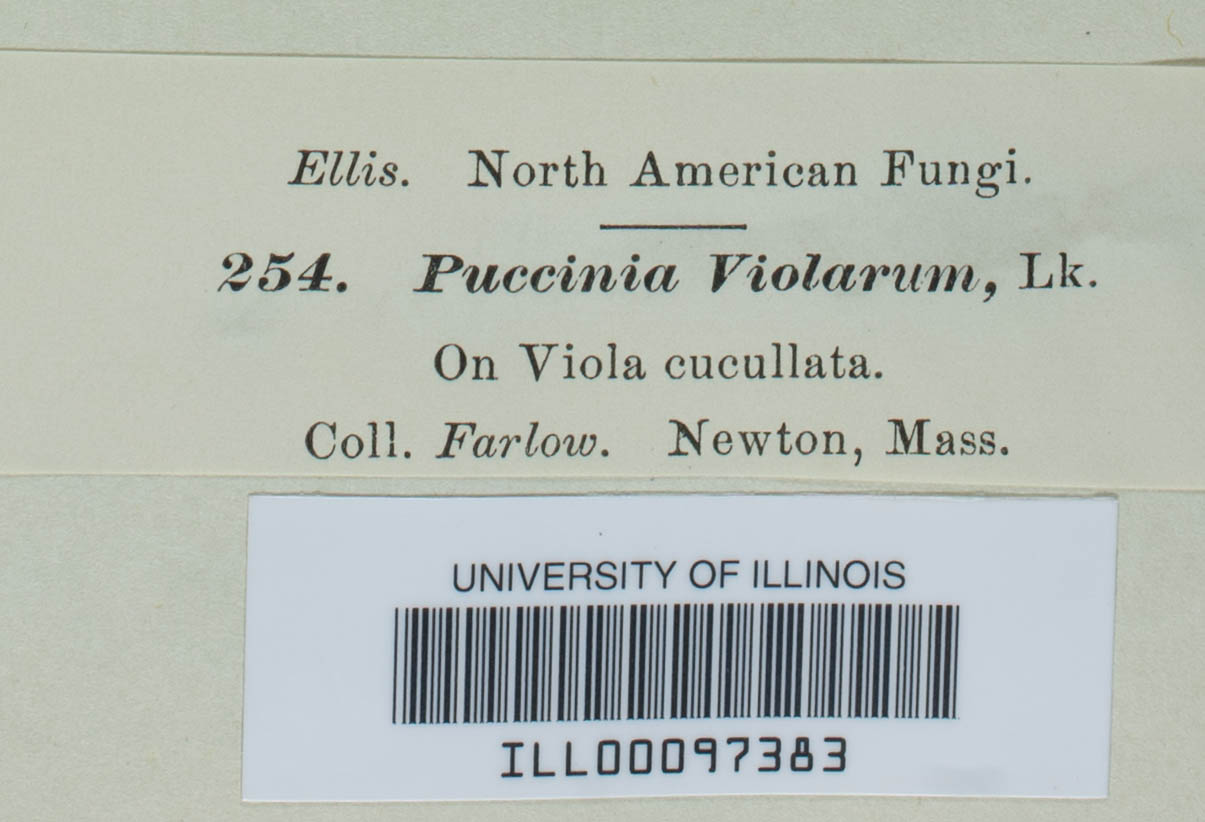 Ellis. North American Fungi.
254. Puccinia Violarum, Lk.
On Viola cucullata.
Coll. Farlow. Newton, Mass.
UNIVERSITY OF ILLINOIS
ILL00097383